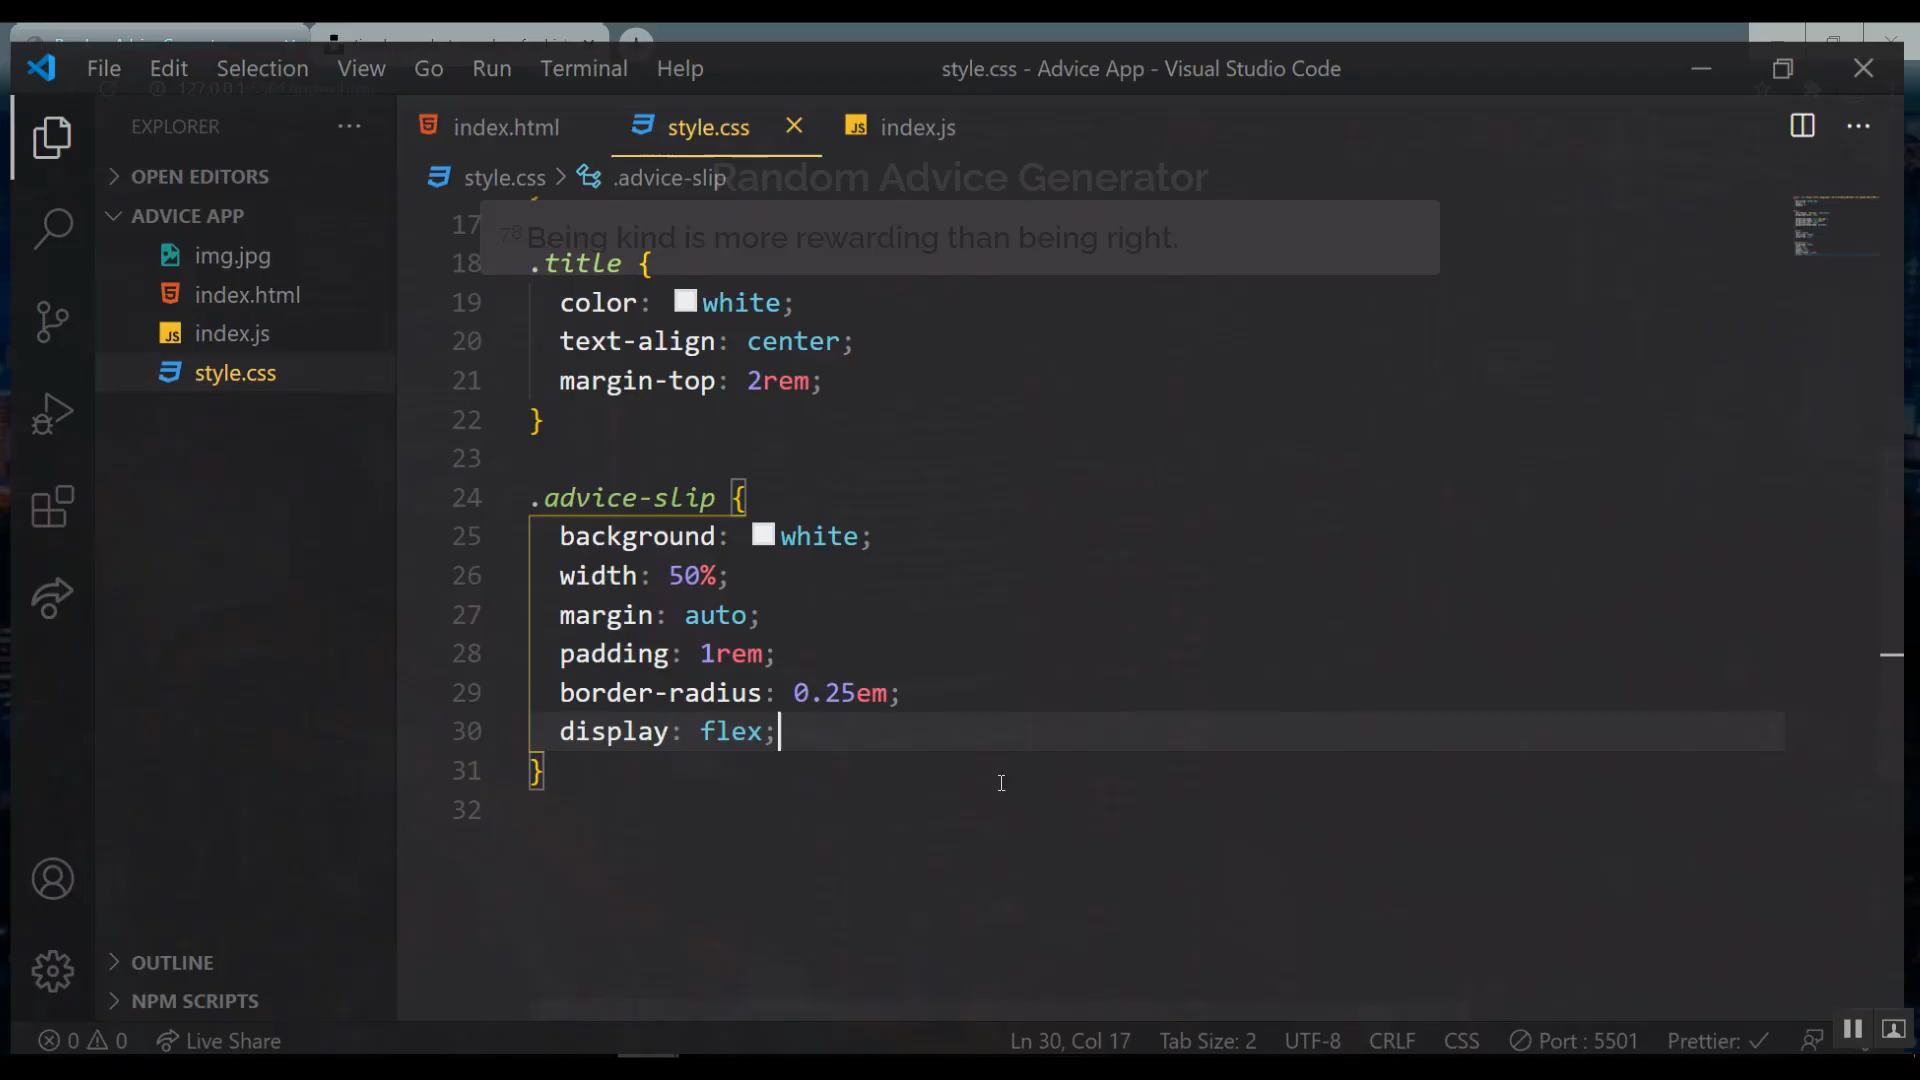 File Edit Selection View Go Run Terminal Help style.css - Advice App - Visual Studio Code
EXPLORER ...
index.html style.css index.js
OPEN EDITORS
style.css > .advice-slip
Random Advice Generator
ADVICE APP
78 Being kind is more rewarding than being right.
img.jpg
index.html
index.js
style.css
17
18 .title {
19 color: white;
20 text-align: center;
21 margin-top: 2rem;
22 }
23
24 .advice-slip {
25 background: white;
26 width: 50%;
27 margin: auto;
28 padding: 1rem;
29 border-radius: 0.25em;
30 display: flex;
31 }
32
OUTLINE
NPM SCRIPTS
0 0 Live Share Ln 30, Col 17 Tab Size: 2 UTF-8 CRLF CSS Port : 5501 Prettier: ✓